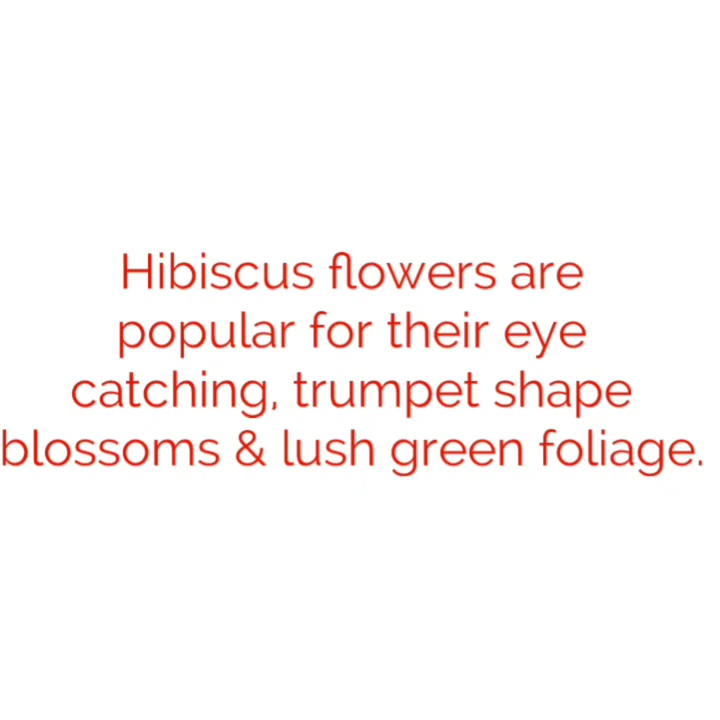 Hibiscus flowers are
popular for their eye
catching, trumpet shape
blossoms & lush green foliage.